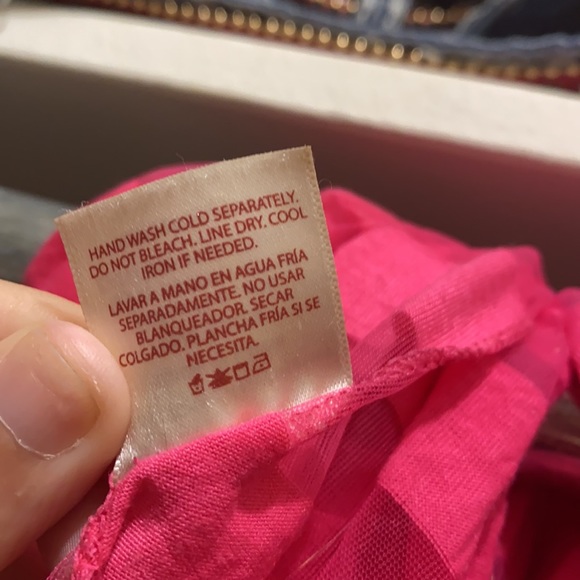 HAND WASH COLD SEPARATELY.
DO NOT BLEACH. LINE DRY. COOL
IRON IF NEEDED.
LAVAR A MANO EN AGUA FRÍA
SEPARADAMENTE. NO USAR
BLANQUEADOR. SECAR
COLGADO. PLANCHA FRÍA SI SE
NECESITA.